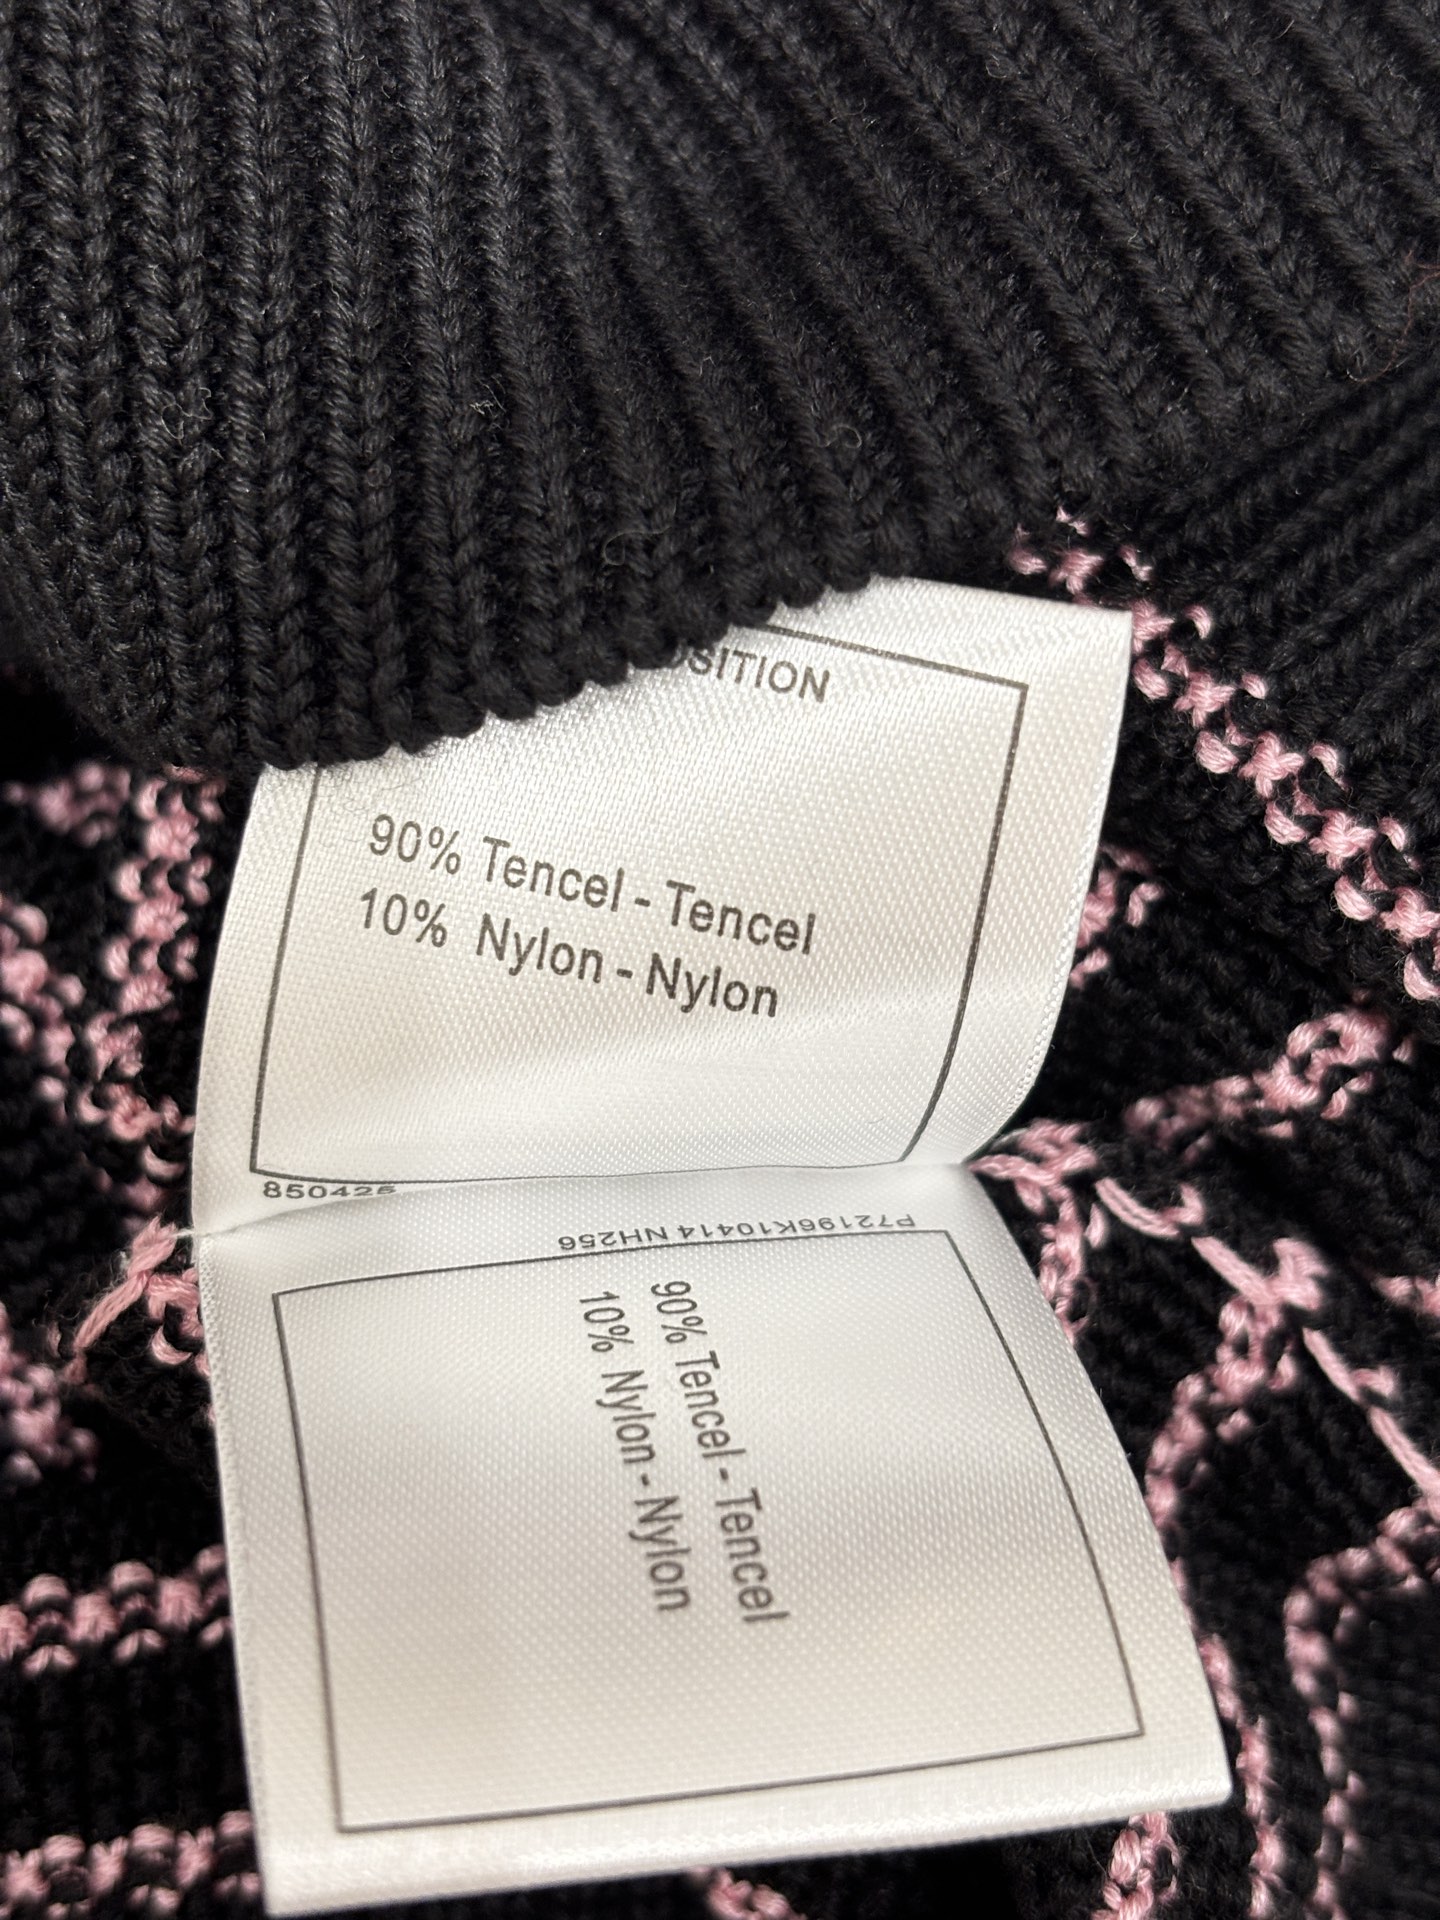 SITION
90% Tencel - Tencel
10% Nylon - Nylon
850425
P72196K10414 NH256
90% Tencel - Tencel
10% Nylon - Nylon